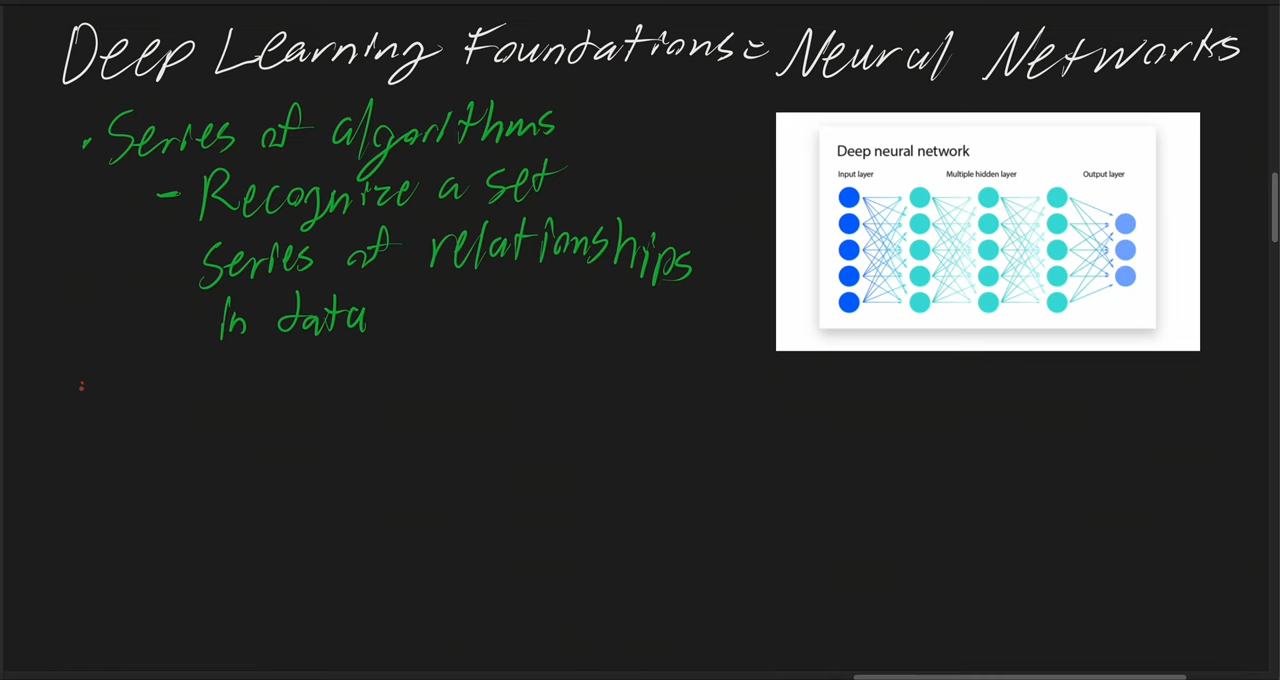 Deep Learning Foundations: Neural Networks
• Series of algorithms
- Recognize a set
series of relationships
in data
Deep neural network
Input layer
Multiple hidden layer
Output layer